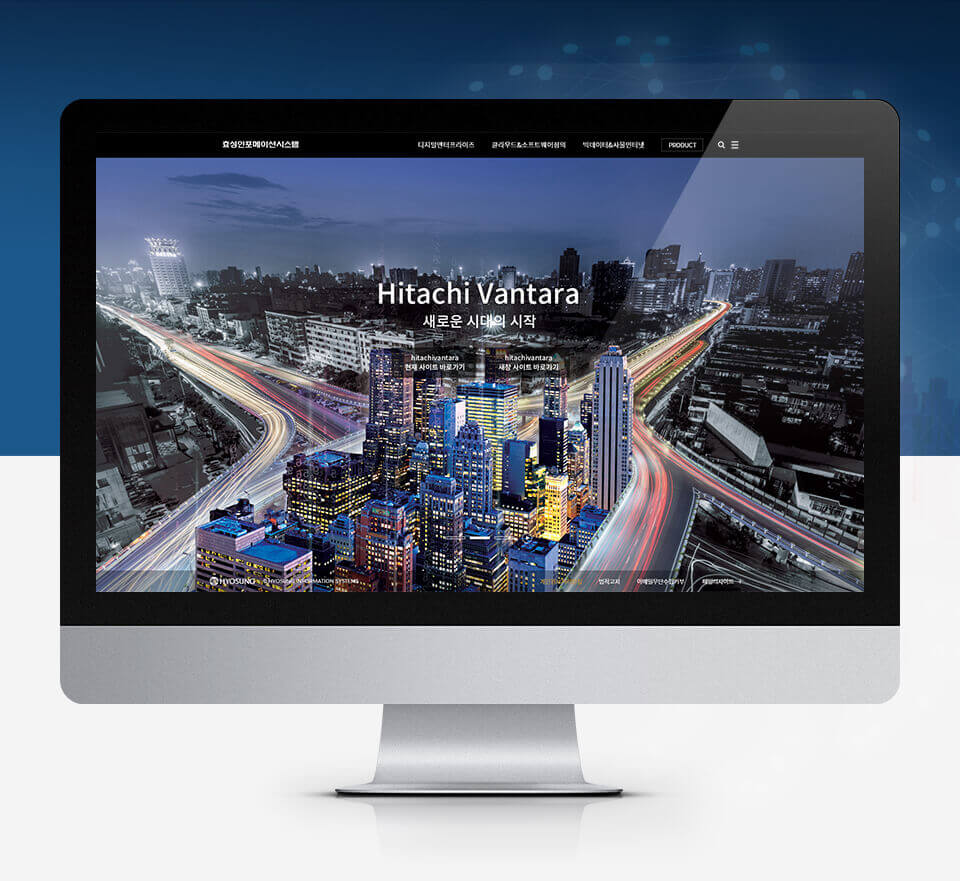 효성인포메이션시스템
디지털엔터프라이즈 클라우드&소프트웨어정의 빅데이터&사물인터넷 PRODUCT
Hitachi Vantara
새로운 시대의 시작
hitachivantara
현재 사이트 바로가기
hitachivantara
새창 사이트 바로가기
HYOSUNG HYOSUNG INFORMATION SYSTEMS
법적고지 이메일무단수집거부 패밀리사이트